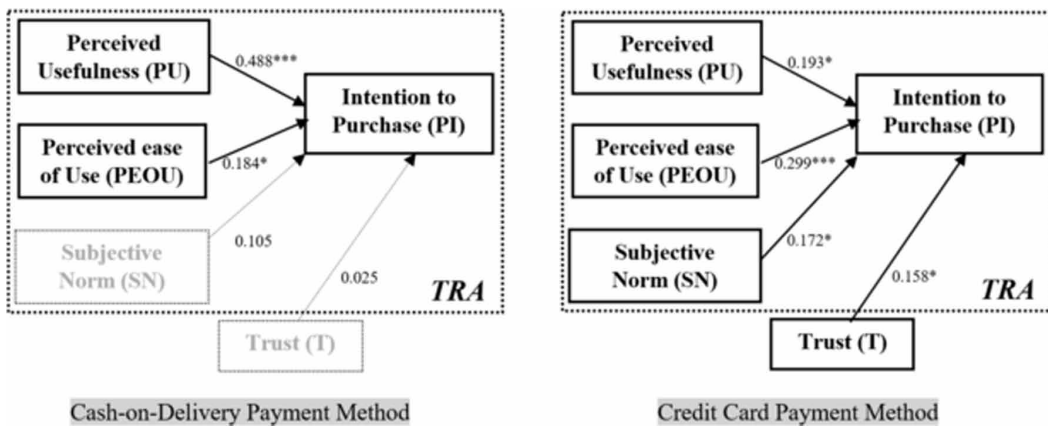 Perceived
Usefulness (PU)
0.488***
Intention to
Purchase (PI)
Perceived ease
of Use (PEOU)
0.184*
Subjective
Norm (SN)
0.105
0.025
TRA
Trust (T)
Cash-on-Delivery Payment Method
Perceived
Usefulness (PU)
0.193*
Intention to
Purchase (PI)
Perceived ease
of Use (PEOU)
0.299***
Subjective
Norm (SN)
0.172*
0.158*
TRA
Trust (T)
Credit Card Payment Method